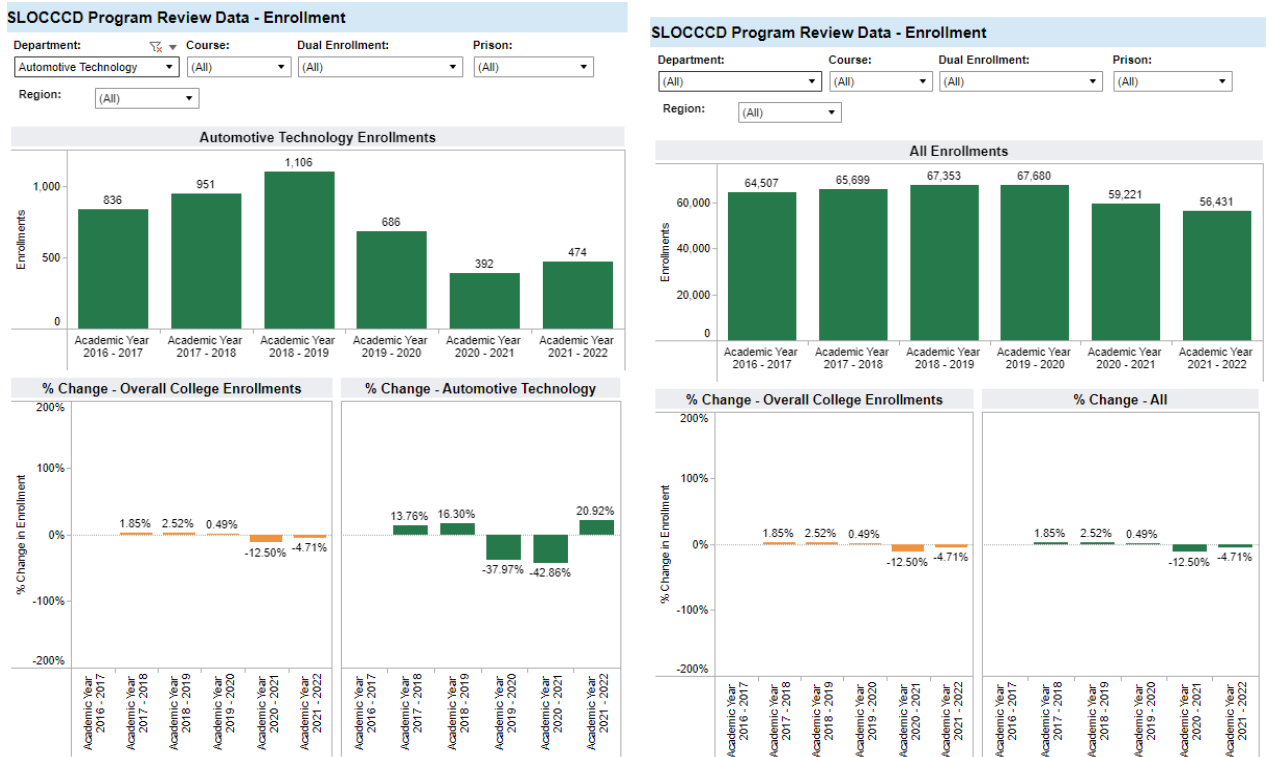 SLOCCCD Program Review Data - Enrollment
Department: Course: Dual Enrollment: Prison:
Automotive Technology (All) (All) (All)
Region: (All)
Automotive Technology Enrollments
Enrollments
1,000
500
0
836
951
1,106
686
392
474
Academic Year 2016 - 2017
Academic Year 2017 - 2018
Academic Year 2018 - 2019
Academic Year 2019 - 2020
Academic Year 2020 - 2021
Academic Year 2021 - 2022
% Change - Overall College Enrollments
% Change in Enrollment
200%
100%
0%
-100%
-200%
1.85%
2.52%
0.49%
-12.50%
-4.71%
Academic Year 2016 - 2017
Academic Year 2017 - 2018
Academic Year 2018 - 2019
Academic Year 2019 - 2020
Academic Year 2020 - 2021
Academic Year 2021 - 2022
% Change - Automotive Technology
13.76%
16.30%
-37.97%
-42.86%
20.92%
Academic Year 2016 - 2017
Academic Year 2017 - 2018
Academic Year 2018 - 2019
Academic Year 2019 - 2020
Academic Year 2020 - 2021
Academic Year 2021 - 2022
SLOCCCD Program Review Data - Enrollment
Department: Course: Dual Enrollment: Prison:
(All) (All) (All) (All)
Region: (All)
All Enrollments
Enrollments
60,000
40,000
20,000
0
64,507
65,699
67,353
67,680
59,221
56,431
Academic Year 2016 - 2017
Academic Year 2017 - 2018
Academic Year 2018 - 2019
Academic Year 2019 - 2020
Academic Year 2020 - 2021
Academic Year 2021 - 2022
% Change - Overall College Enrollments
% Change in Enrollment
200%
100%
0%
-100%
-200%
1.85%
2.52%
0.49%
-12.50%
-4.71%
Academic Year 2016 - 2017
Academic Year 2017 - 2018
Academic Year 2018 - 2019
Academic Year 2019 - 2020
Academic Year 2020 - 2021
Academic Year 2021 - 2022
% Change - All
1.85%
2.52%
0.49%
-12.50%
-4.71%
Academic Year 2016 - 2017
Academic Year 2017 - 2018
Academic Year 2018 - 2019
Academic Year 2019 - 2020
Academic Year 2020 - 2021
Academic Year 2021 - 2022